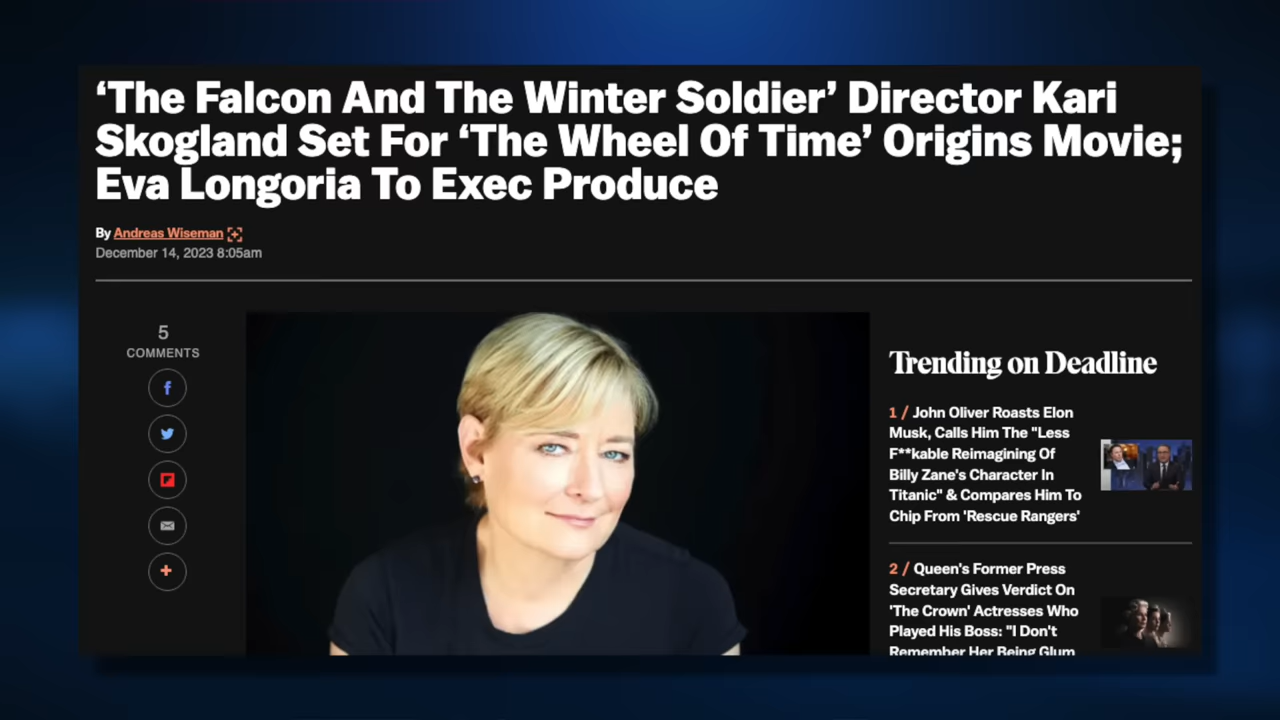 ‘The Falcon And The Winter Soldier’ Director Kari
Skogland Set For ‘The Wheel Of Time’ Origins Movie;
Eva Longoria To Exec Produce
By Andreas Wiseman
December 14, 2023 8:05am
5
COMMENTS
Trending on Deadline
1 / John Oliver Roasts Elon
Musk, Calls Him The "Less
F**kable Reimagining Of
Billy Zane's Character In
Titanic" & Compares Him To
Chip From 'Rescue Rangers'
2 / Queen's Former Press
Secretary Gives Verdict On
'The Crown' Actresses Who
Played His Boss: "I Don't
Remember Her Being Glum